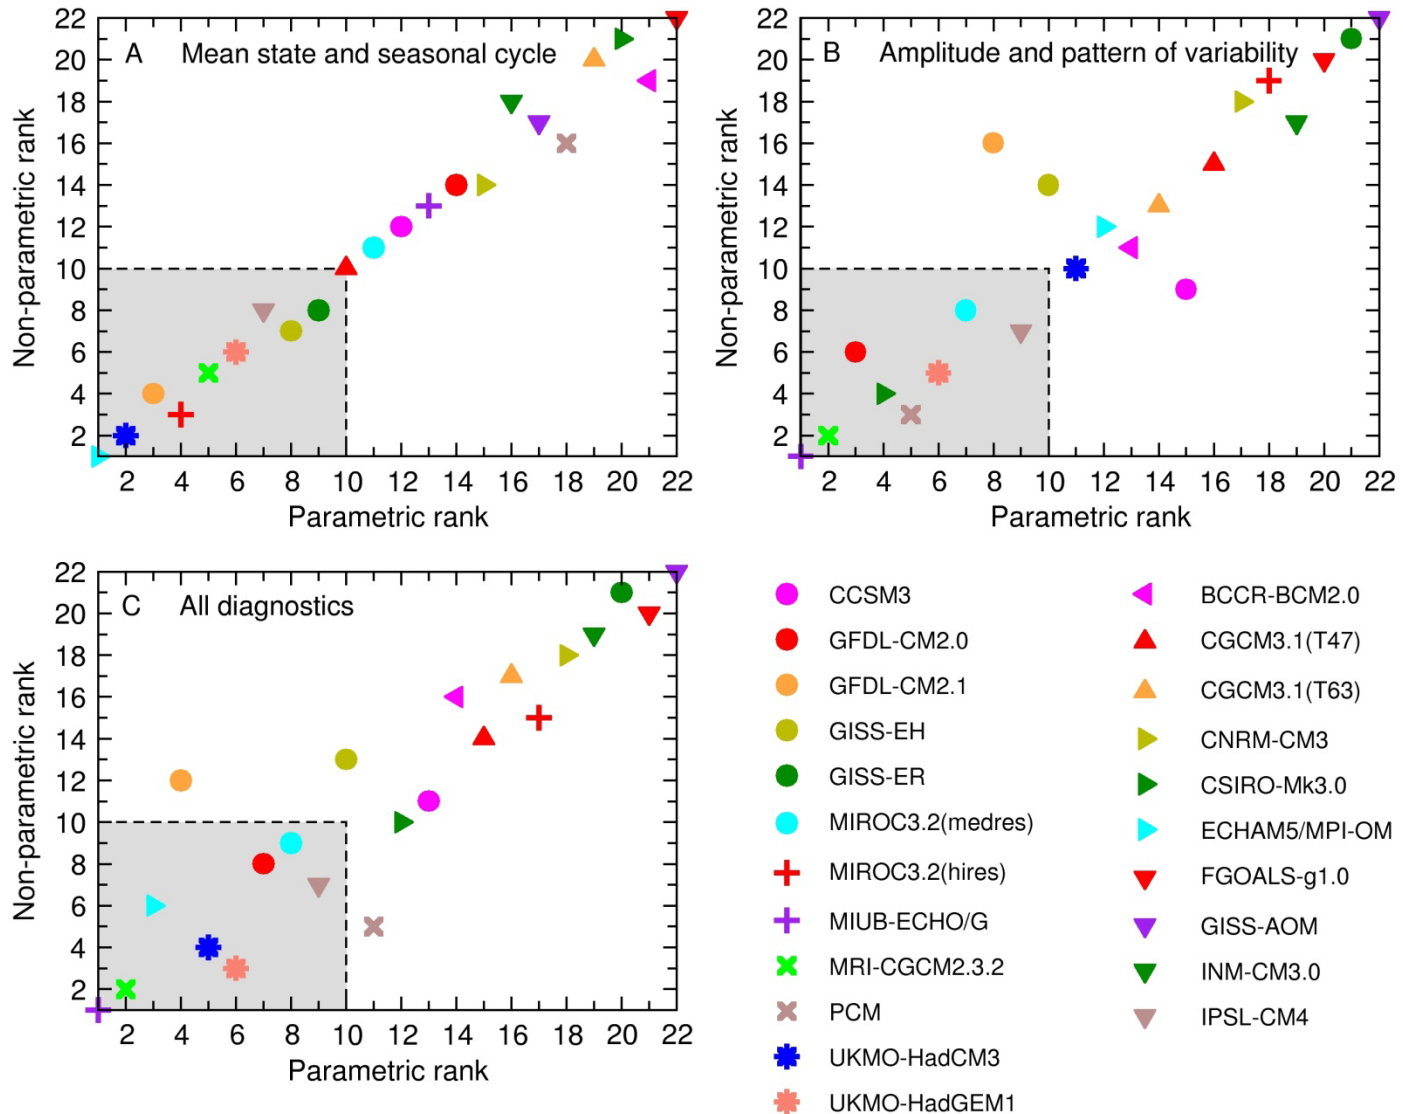 22
20
18
16
14
12
10
8
6
4
2
Non-parametric rank
A Mean state and seasonal cycle
2 4 6 8 10 12 14 16 18 20 22
Parametric rank
22
20
18
16
14
12
10
8
6
4
2
Non-parametric rank
B Amplitude and pattern of variability
2 4 6 8 10 12 14 16 18 20 22
Parametric rank
22
20
18
16
14
12
10
8
6
4
2
Non-parametric rank
C All diagnostics
2 4 6 8 10 12 14 16 18 20 22
Parametric rank
CCSM3
GFDL-CM2.0
GFDL-CM2.1
GISS-EH
GISS-ER
MIROC3.2(medres)
MIROC3.2(hires)
MIUB-ECHO/G
MRI-CGCM2.3.2
PCM
UKMO-HadCM3
UKMO-HadGEM1
BCCR-BCM2.0
CGCM3.1(T47)
CGCM3.1(T63)
CNRM-CM3
CSIRO-Mk3.0
ECHAM5/MPI-OM
FGOALS-g1.0
GISS-AOM
INM-CM3.0
IPSL-CM4